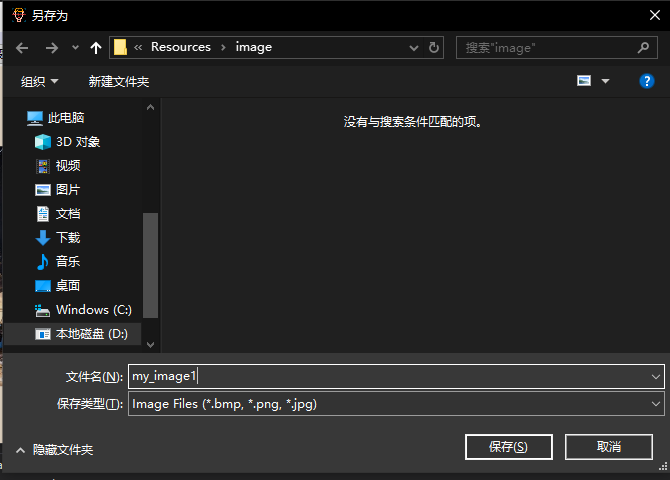 另存为
« Resources > image
搜索"image"
组织
新建文件夹
没有与搜索条件匹配的项。
此电脑
3D 对象
视频
图片
文档
下载
音乐
桌面
Windows (C:)
本地磁盘 (D:)
文件名(N):
my_image1
保存类型(T):
Image Files (*.bmp, *.png, *.jpg)
隐藏文件夹
保存(S)
取消